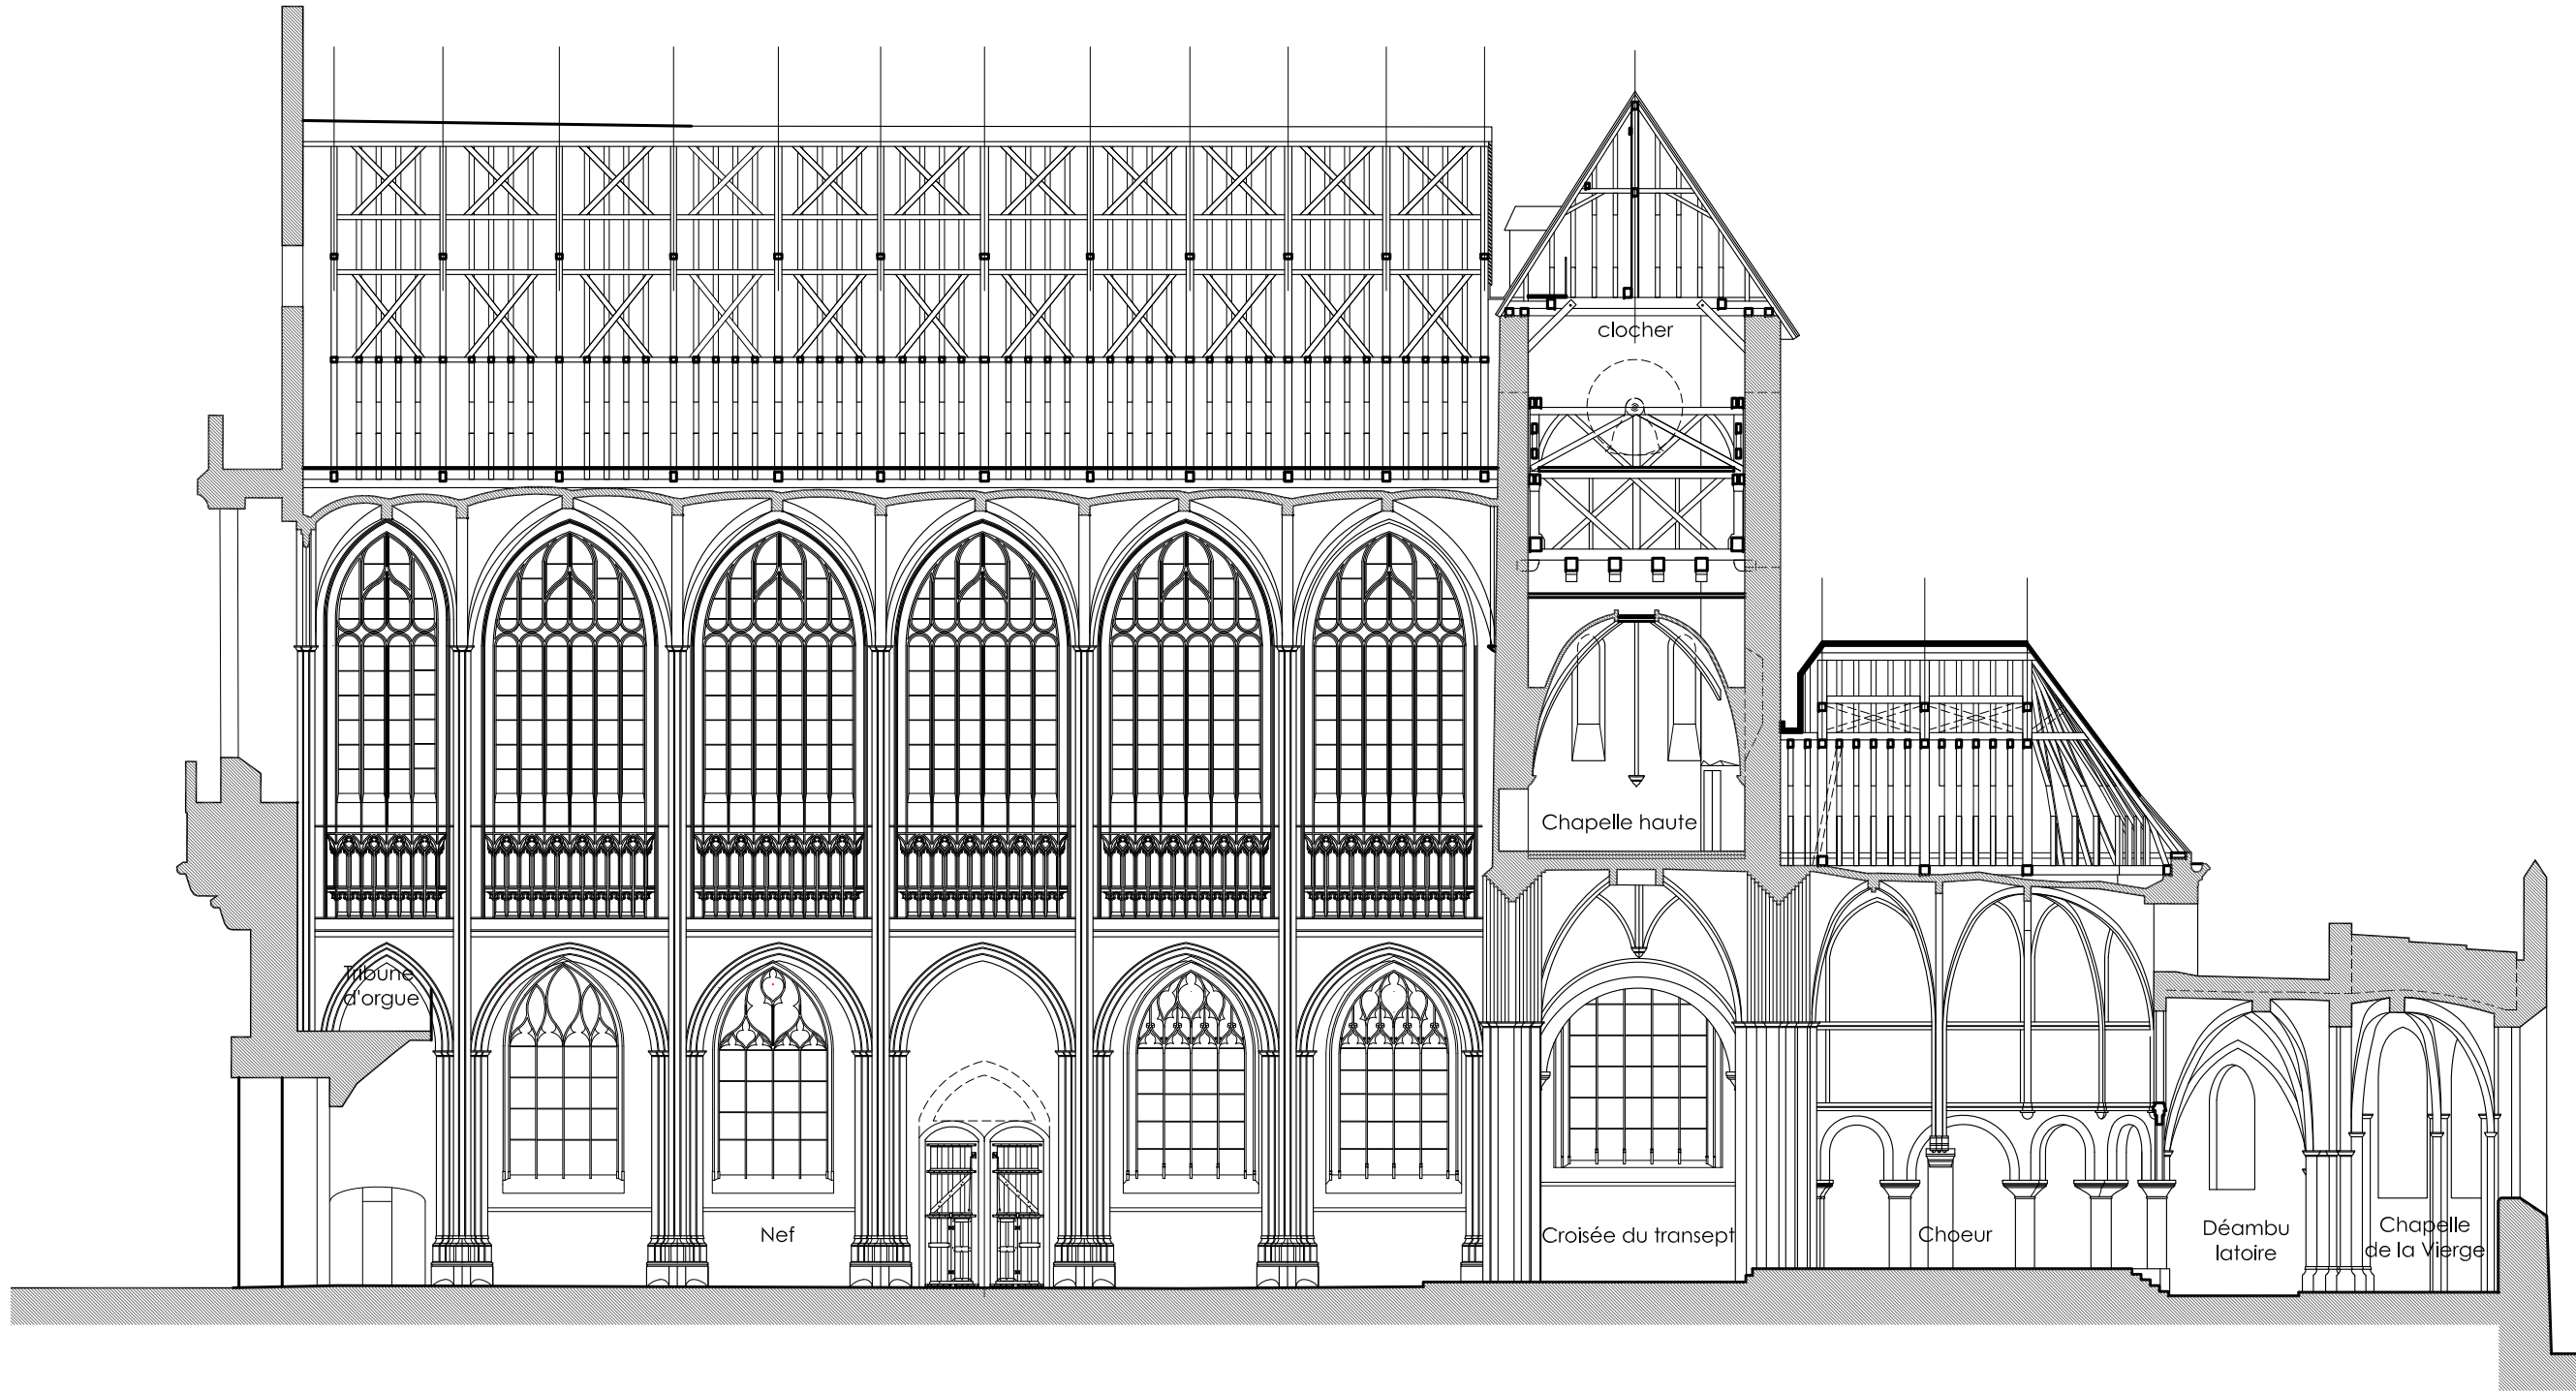 clocher
Chapelle haute
Tribune
d'orgue
Nef
Croisée du transept
Choeur
Déambu
latoire
Chapelle
de la Vierge